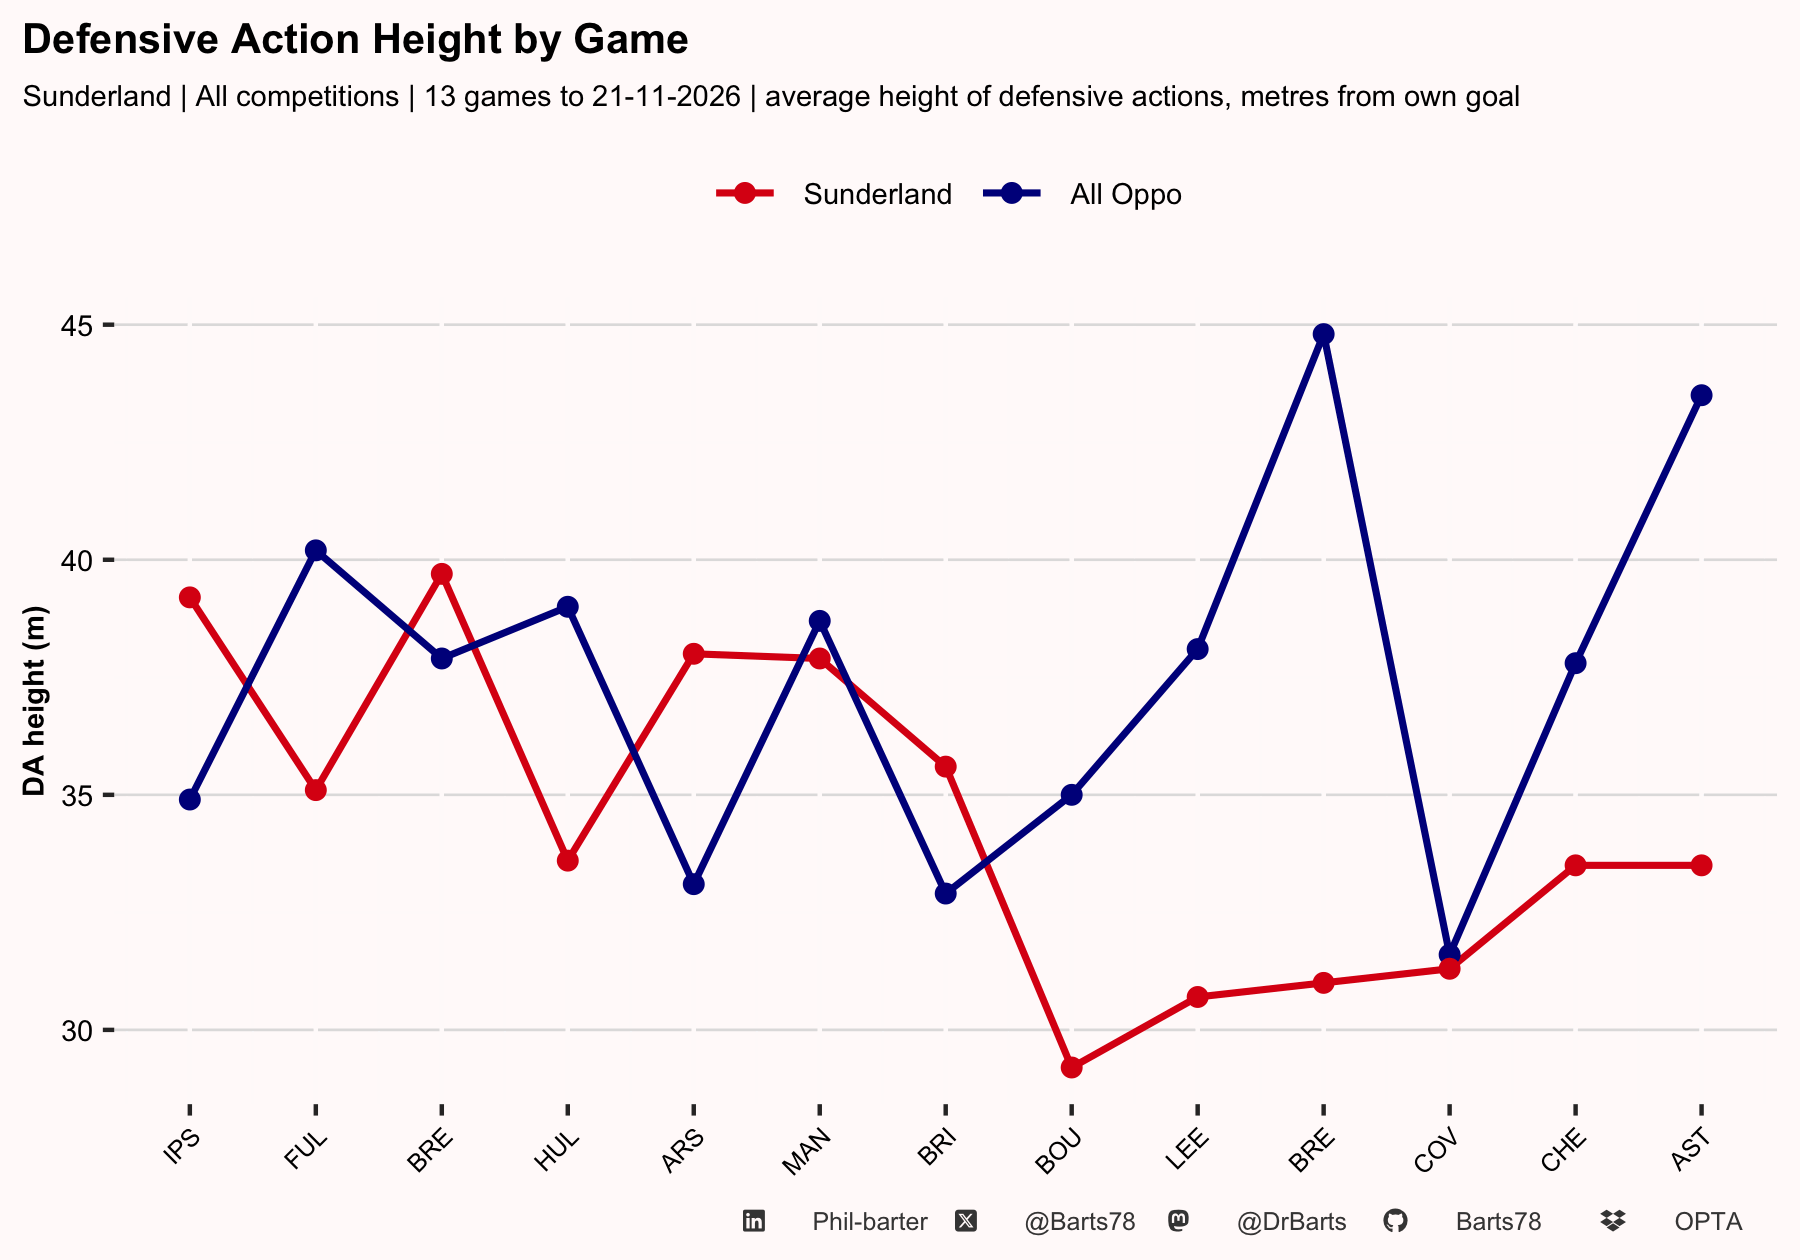 Defensive Action Height by Game
Sunderland | All competitions | 13 games to 21-11-2026 | average height of defensive actions, metres from own goal
Sunderland All Oppo
45
40
35
30
DA height (m)
IPS FUL BRE HUL ARS MAN BRI BOU LEE BRE COV CHE AST
Phil-barter @Barts78 @DrBarts Barts78 OPTA